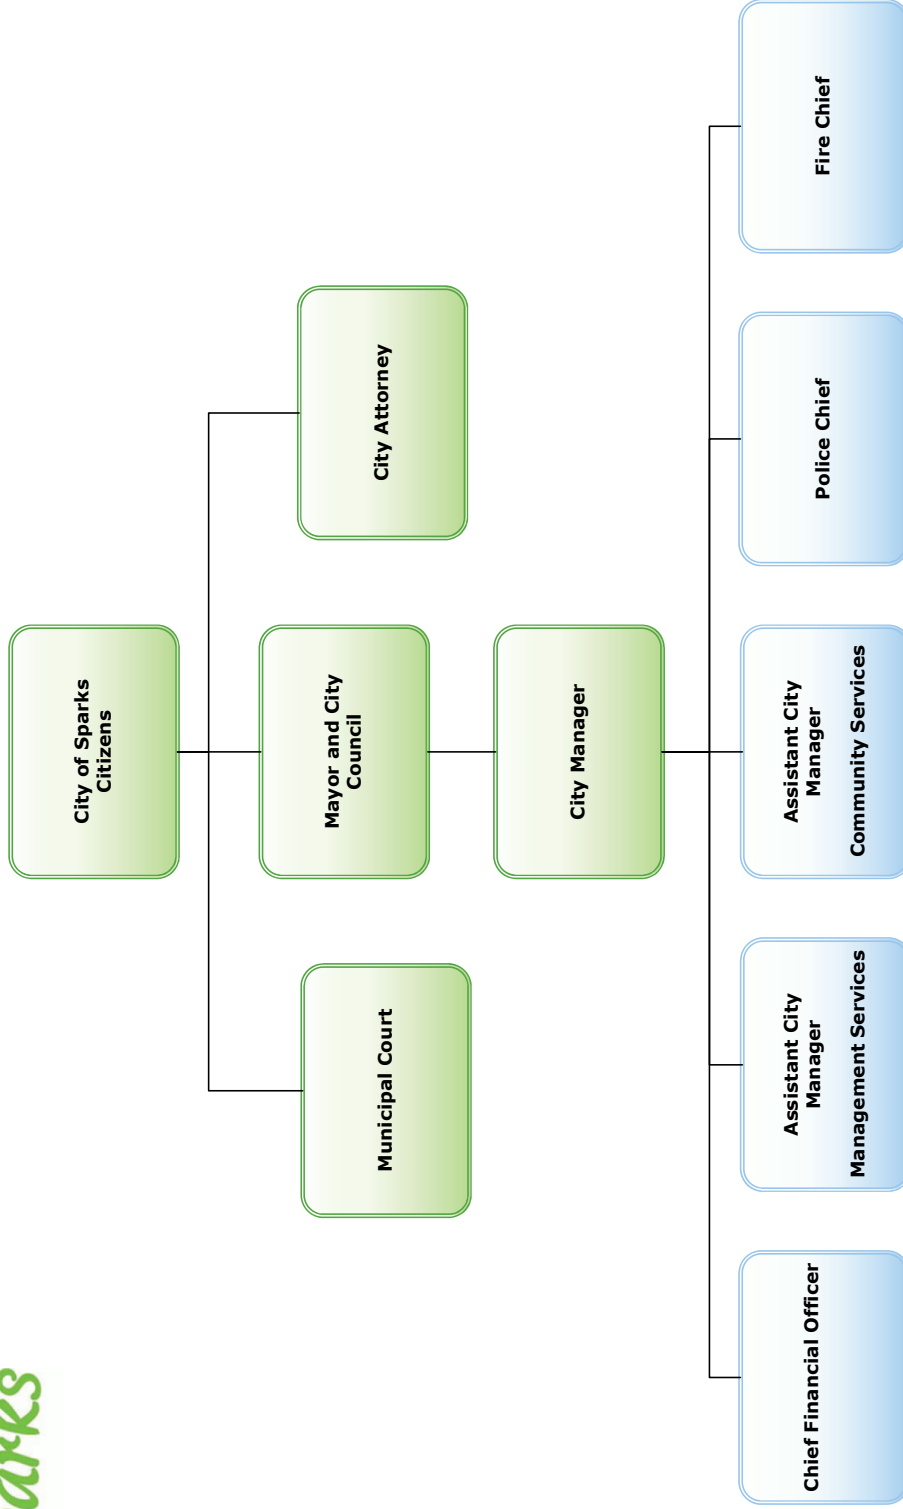 arks
City of Sparks
Citizens
Municipal Court
Mayor and City
Council
City Attorney
City Manager
Chief Financial Officer
Assistant City
Manager
Management Services
Assistant City
Manager
Community Services
Police Chief
Fire Chief